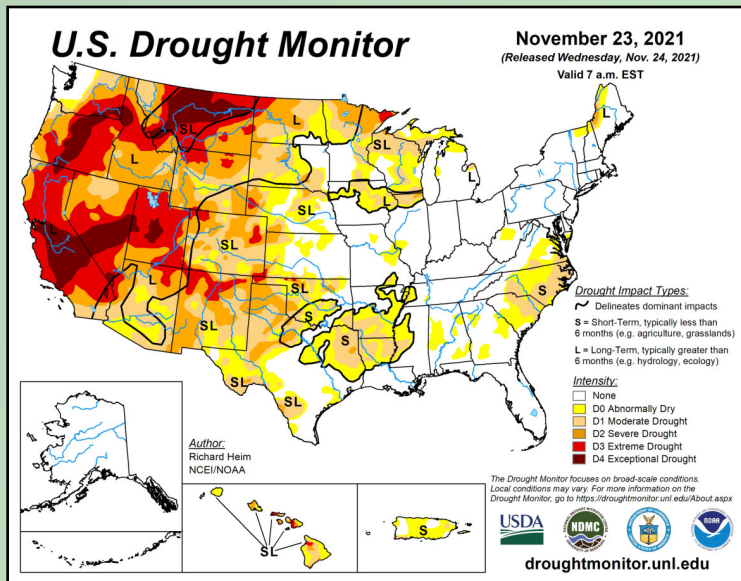 U.S. Drought Monitor
November 23, 2021
(Released Wednesday, Nov. 24, 2021)
Valid 7 a.m. EST
L
SL
L
SL
L
L
L
SL
L
SL
L
L
SL
S
SL
S
S
SL
SL
S
Drought Impact Types:
Delineates dominant impacts
S = Short-Term, typically less than
6 months (e.g. agriculture, grasslands)
L = Long-Term, typically greater than
6 months (e.g. hydrology, ecology)
Intensity:
None
D0 Abnormally Dry
D1 Moderate Drought
D2 Severe Drought
D3 Extreme Drought
D4 Exceptional Drought
Author:
Richard Heim
NCEI/NOAA
SL
S
The Drought Monitor focuses on broad-scale conditions.
Local conditions may vary. For more information on the
Drought Monitor, go to https://droughtmonitor.unl.edu/About.aspx
USDA
NDMC
NOAA
droughtmonitor.unl.edu